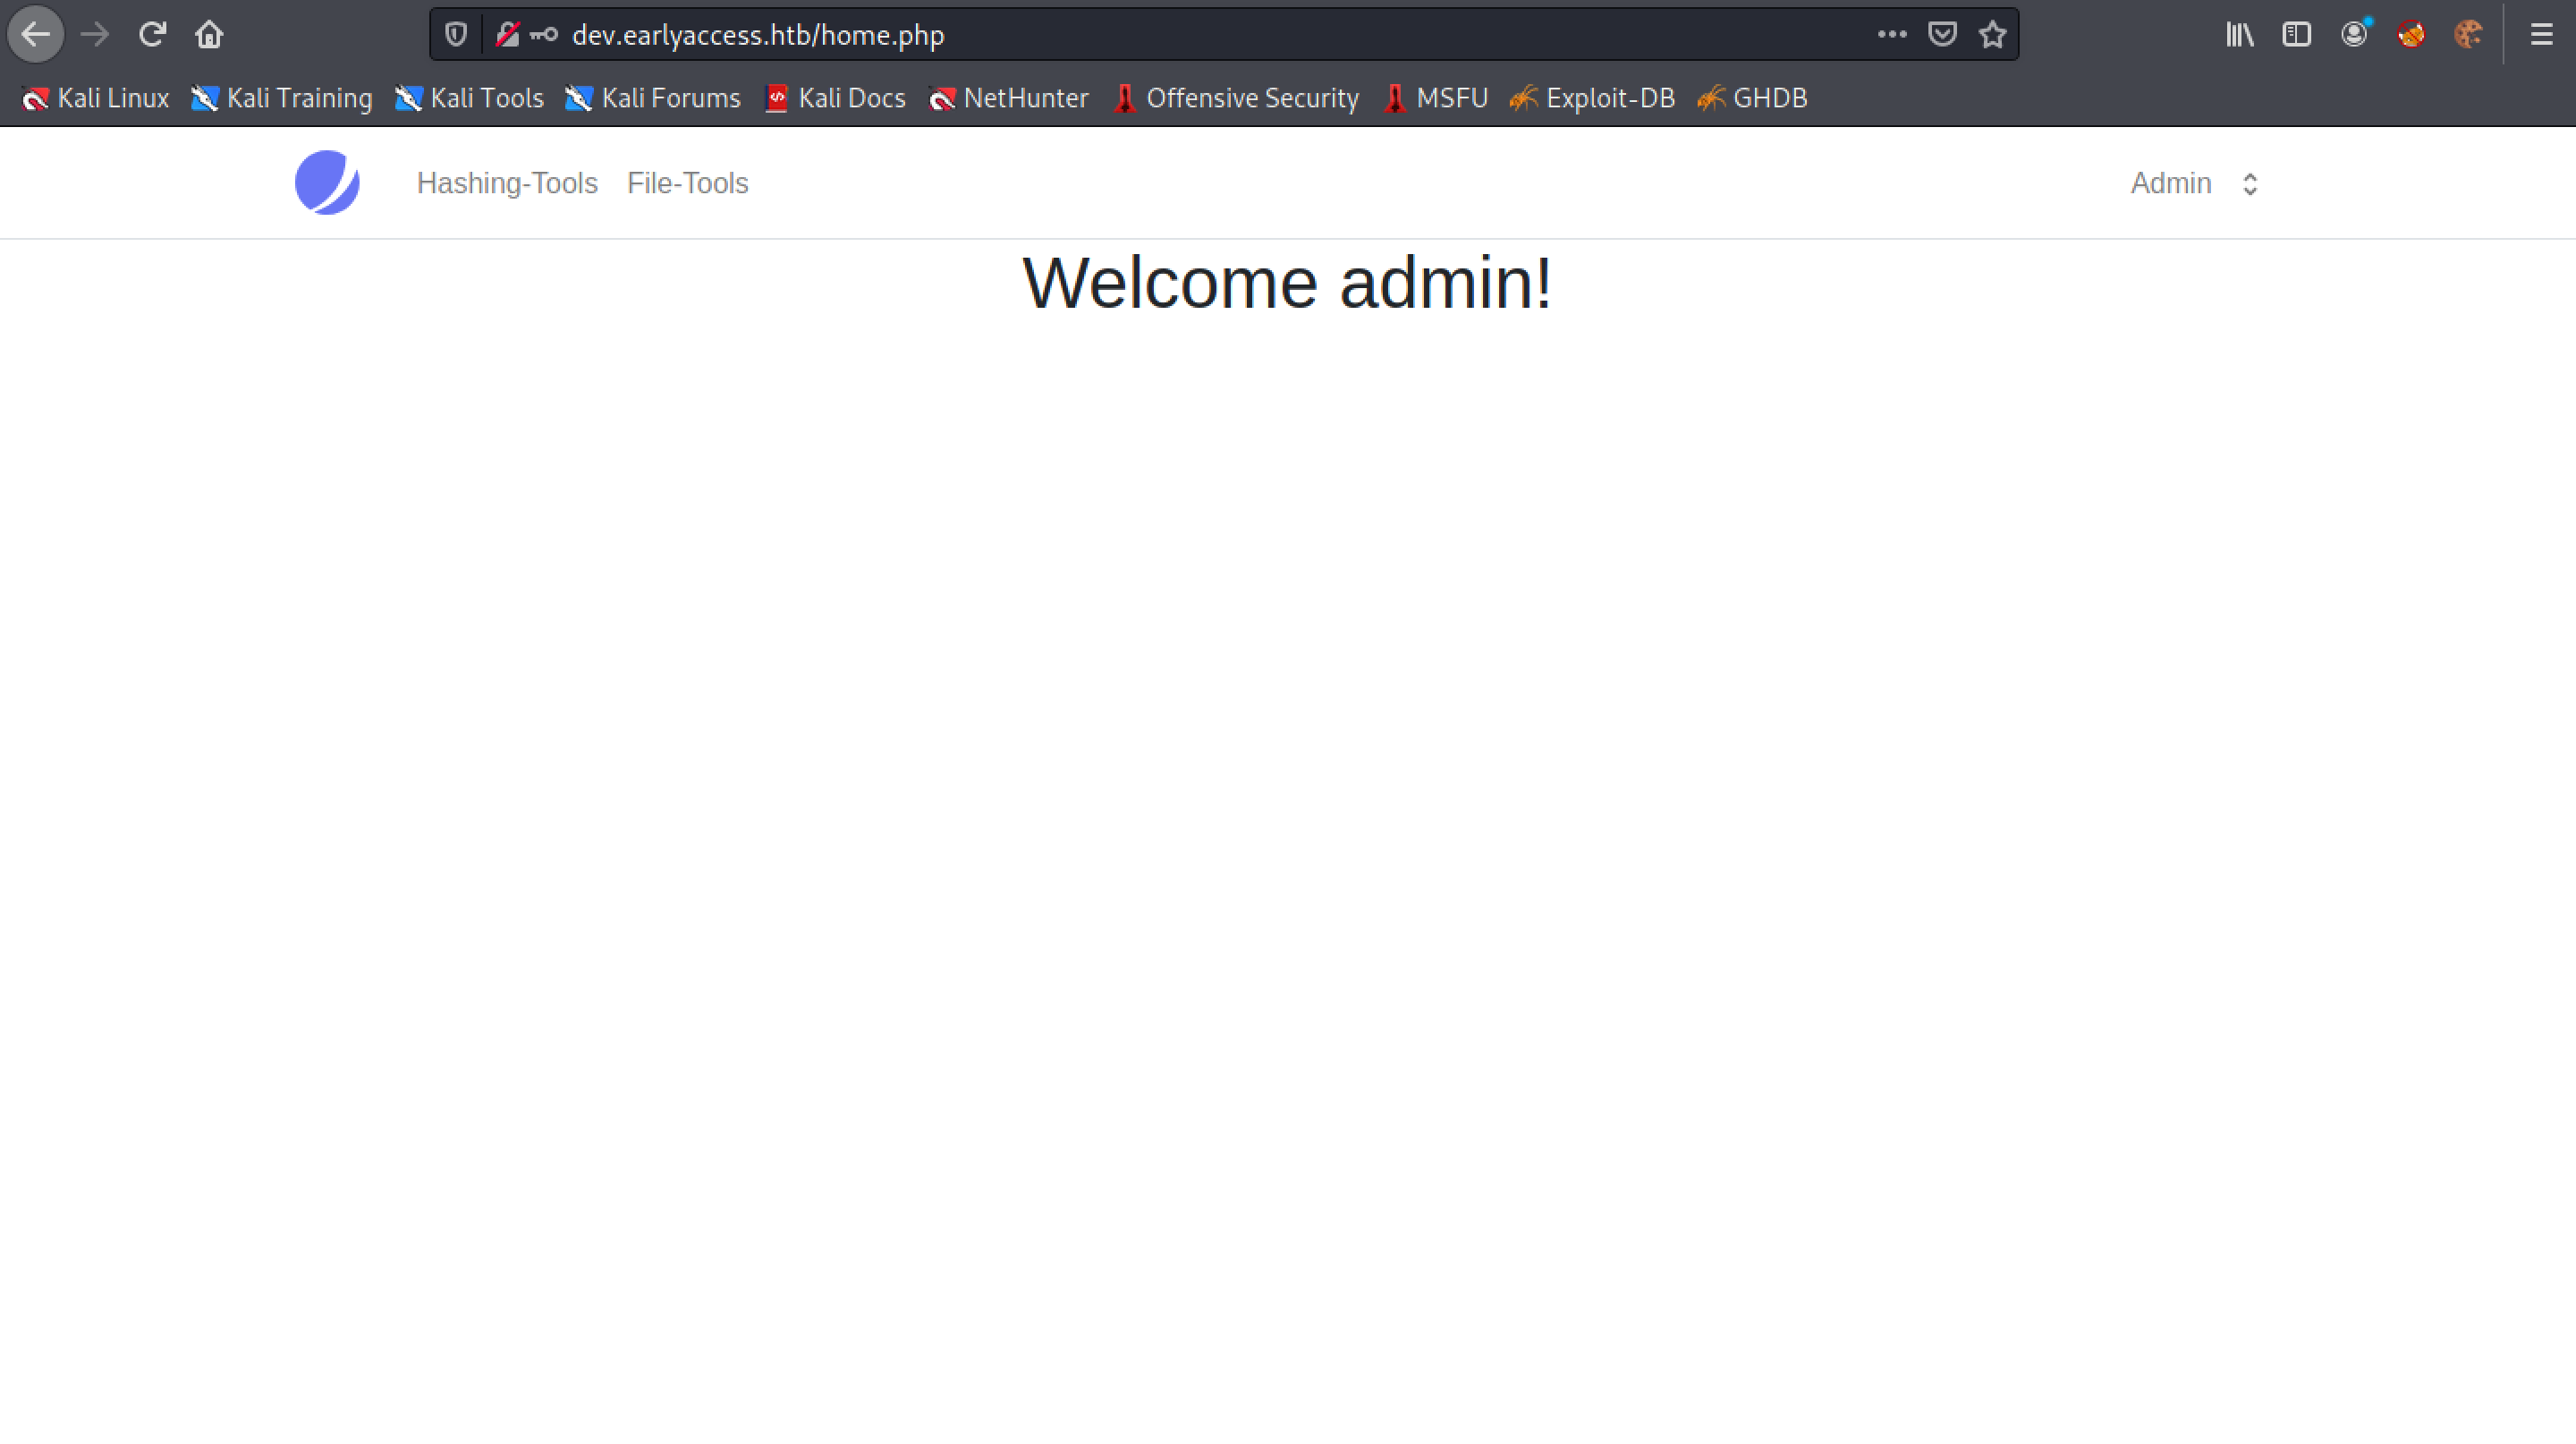 dev.earlyaccess.htb/home.php
Kali Linux Kali Training Kali Tools Kali Forums Kali Docs NetHunter Offensive Security MSFU Exploit-DB GHDB
Hashing-Tools File-Tools Admin
Welcome admin!